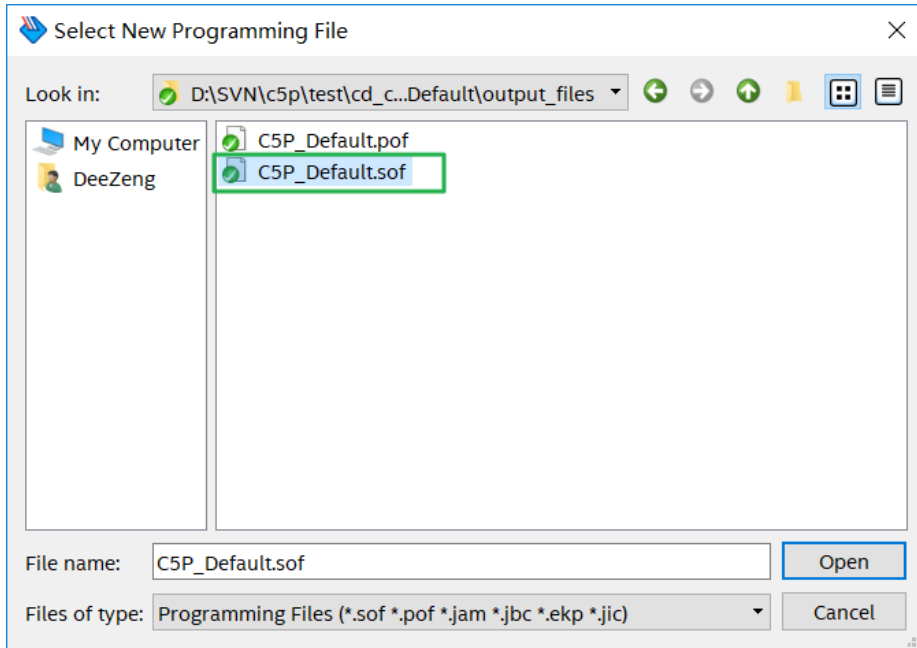 Select New Programming File
Look in: D:\SVN\c5p\test\cd_c...Default\output_files
My Computer
DeeZeng
C5P_Default.pof
C5P_Default.sof
File name: C5P_Default.sof Open
Files of type: Programming Files (*.sof *.pof *.jam *.jbc *.ekp *.jic) Cancel